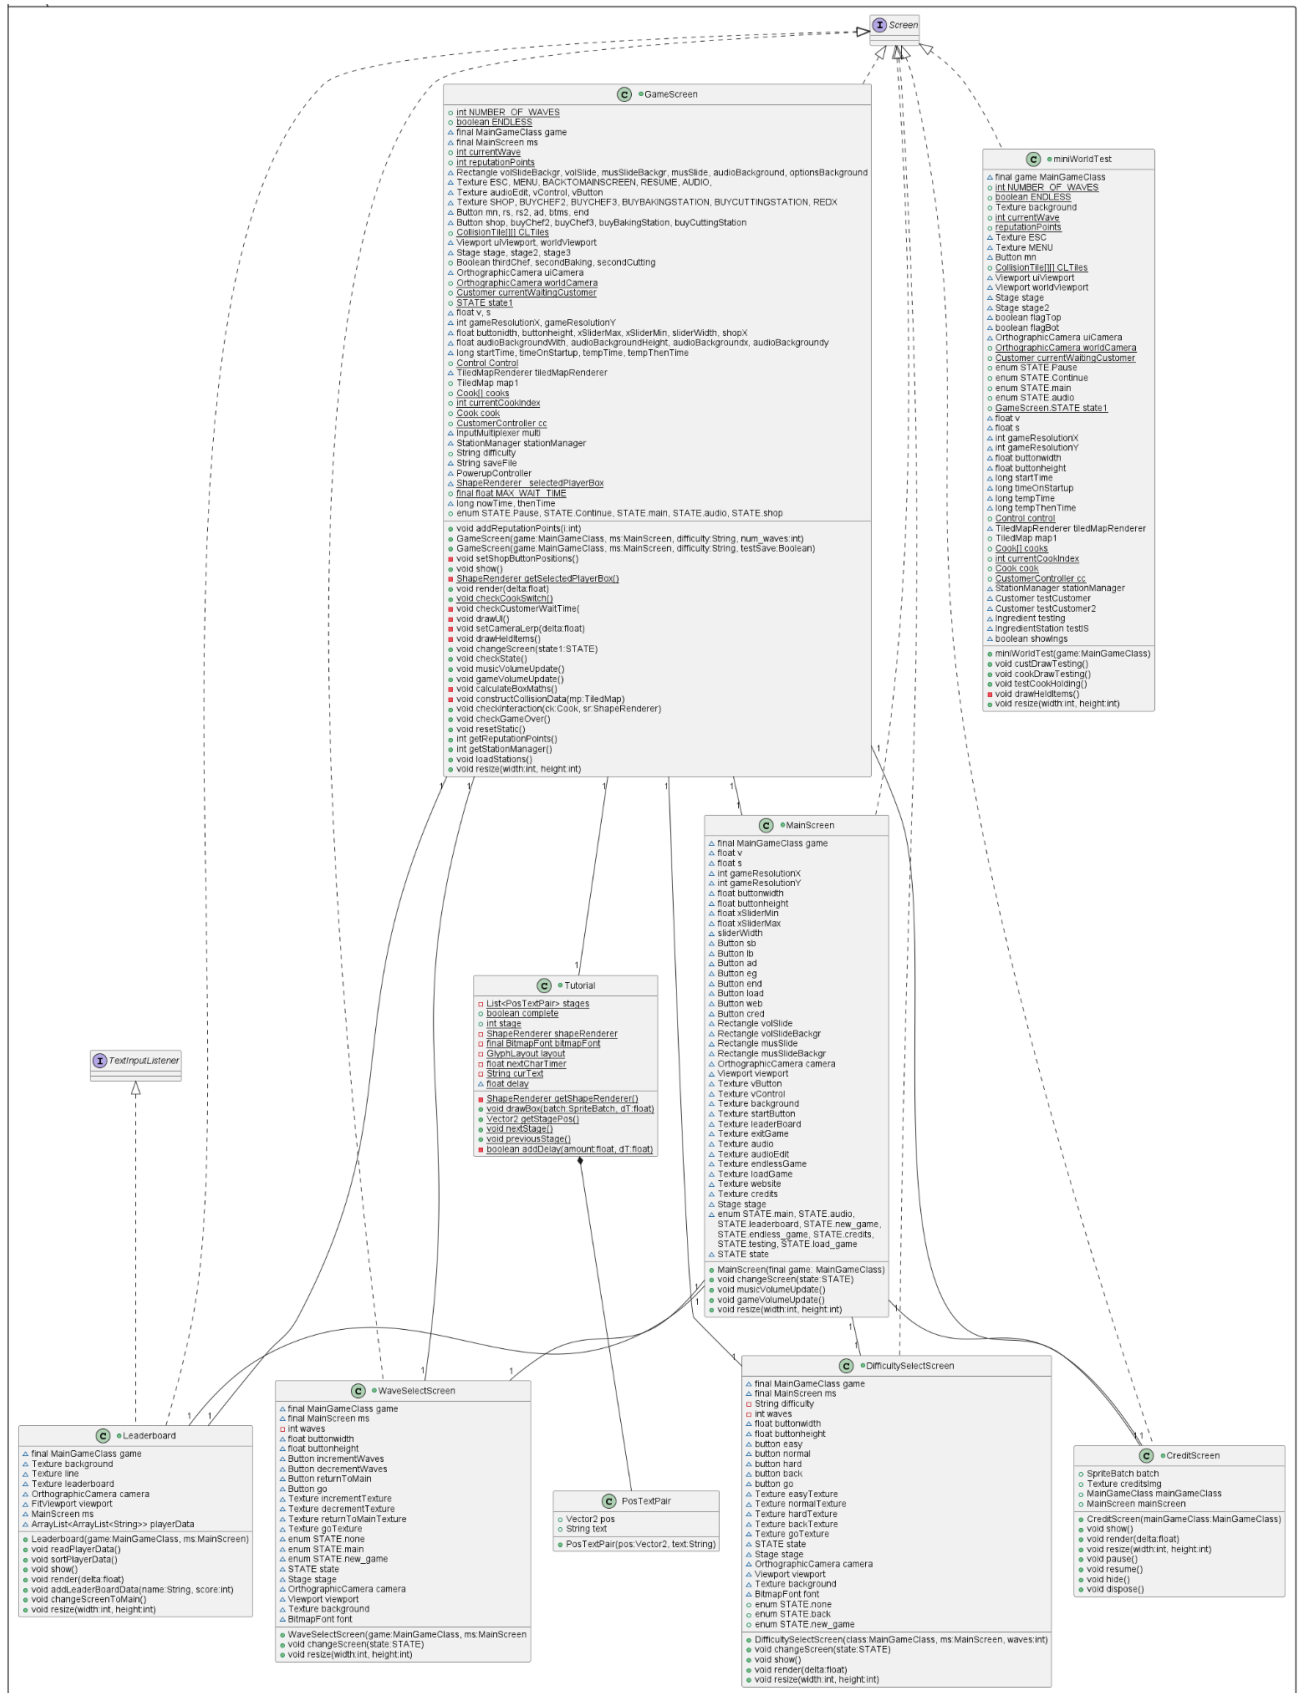 Screen
GameScreen
int NUMBER_OF_WAVES
boolean ENDLESS
final MainGameClass game
final MainScreen ms
int currentWave
int reputationPoints
Rectangle volSlideBackgr, volSlide, musSlideBackgr, musSlide, audioBackground, optionsBackground
Texture ESC, MENU, BACKTOMAINSCREEN, RESUME, AUDIO,
Texture audioEdit, vControl, vButton
Texture SHOP, BUYCHEF2, BUYCHEF3, BUYBAKINGSTATION, BUYCUTTINGSTATION, REDX
Button mn, rs, rs2, ad, btms, end
Button shop, buyChef2, buyChef3, buyBakingStation, buyCuttingStation
CollisionTile[][] CLTiles
Viewport uiViewport, worldViewport
Stage stage, stage2, stage3
Boolean thirdChef, secondBaking, secondCutting
OrthographicCamera uiCamera
OrthographicCamera worldCamera
Customer currentWaitingCustomer
STATE state1
float v, s
int gameResolutionX, gameResolutionY
float buttonidth, buttonheight, xSliderMax, xSliderMin, sliderWidth, shopX
float audioBackgroundWith, audioBackgroundHeight, audioBackgroundx, audioBackgroundy
long startTime, timeOnStartup, tempTime, tempThenTime
Control Control
TiledMapRenderer tiledMapRenderer
TiledMap map1
Cook[] cooks
int currentCookIndex
Cook cook
CustomerController cc
InputMultiplexer multi
StationManager stationManager
String difficulty
String saveFile
PowerupController
ShapeRenderer selectedPlayerBox
final float MAX_WAIT_TIME
long nowTime, thenTime
enum STATE.Pause, STATE.Continue, STATE.main, STATE.audio, STATE.shop
void addReputationPoints(i:int)
GameScreen(game:MainGameClass, ms:MainScreen, difficulty:String, num_waves:int)
GameScreen(game:MainGameClass, ms:MainScreen, difficulty:String, testSave:Boolean)
void setShopButtonPositions()
void show()
ShapeRenderer getSelectedPlayerBox()
void render(delta:float)
void checkCookSwitch()
void checkCustomerWaitTime(
void drawUI()
void setCameraLerp(delta:float)
void drawHeldItems()
void changeScreen(state1:STATE)
void checkState()
void musicVolumeUpdate()
void gameVolumeUpdate()
void calculateBoxMaths()
void constructCollisionData(mp:TiledMap)
void checkInteraction(ck:Cook, sr:ShapeRenderer)
void checkGameOver()
void resetStatic()
int getReputationPoints()
int getStationManager()
void loadStations()
void resize(width:int, height:int)
miniWorldTest
final game MainGameClass
int NUMBER_OF_WAVES
boolean ENDLESS
Texture background
int currentWave
reputationPoints
Texture ESC
Texture MENU
Button mn
CollisionTile[][] CLTiles
Viewport uiViewport
Viewport worldViewport
Stage stage
Stage stage2
boolean flagTop
boolean flagBot
OrthographicCamera uiCamera
OrthographicCamera worldCamera
Customer currentWaitingCustomer
enum STATE.Pause
enum STATE.Continue
enum STATE.main
enum STATE.audio
GameScreen.STATE state1
float v
float s
int gameResolutionX
int gameResolutionY
float buttonwidth
float buttonheight
long startTime
long timeOnStartup
long tempTime
long tempThenTime
Control control
TiledMapRenderer tiledMapRenderer
TiledMap map1
Cook[] cooks
int currentCookIndex
Cook cook
CustomerController cc
StationManager stationManager
Customer testCustomer
Customer testCustomer2
Ingredient testIng
IngredientStation testIS
boolean showIngs
miniWorldTest(game:MainGameClass)
void custDrawTesting()
void cookDrawTesting()
void testCookHolding()
void drawHeldItems()
void resize(width:int, height:int)
1
1 1 1 1 1
1
MainScreen
final MainGameClass game
float v
float s
int gameResolutionX
int gameResolutionY
float buttonwidth
float buttonheight
float xSliderMin
float xSliderMax
sliderWidth
Button sb
Button lb
Button ad
Button eg
Button end
Button load
Button web
Button cred
Rectangle volSlide
Rectangle volSlideBackgr
Rectangle musSlide
Rectangle musSlideBackgr
OrthographicCamera camera
Viewport viewport
Texture vButton
Texture vControl
Texture background
Texture startButton
Texture leaderBoard
Texture exitGame
Texture audio
Texture audioEdit
Texture endlessGame
Texture loadGame
Texture website
Texture credits
Stage stage
enum STATE.main, STATE.audio,
STATE.leaderboard, STATE.new_game,
STATE.endless_game, STATE.credits,
STATE.testing, STATE.load_game
STATE state
MainScreen(final game: MainGameClass)
void changeScreen(state:STATE)
void musicVolumeUpdate()
void gameVolumeUpdate()
void resize(width:int, height:int)
1
Tutorial
List<PosTextPair> stages
boolean complete
int stage
ShapeRenderer shapeRenderer
final BitmapFont bitmapFont
GlyphLayout layout
float nextCharTimer
String curText
float delay
ShapeRenderer getShapeRenderer()
void drawBox(batch:SpriteBatch, dT:float)
Vector2 getStagePos()
void nextStage()
void previousStage()
boolean addDelay(amount:float, dT:float)
TextInputListener
1
1 1
1
1 1 1 1
1 1 1 1
Leaderboard
final MainGameClass game
Texture background
Texture line
Texture leaderboard
OrthographicCamera camera
FitViewport viewport
MainScreen ms
ArrayList<ArrayList<String>> playerData
Leaderboard(game:MainGameClass, ms:MainScreen)
void readPlayerData()
void sortPlayerData()
void show()
void render(delta:float)
void addLeaderBoardData(name:String, score:int)
void changeScreenToMain()
void resize(width:int, height:int)
WaveSelectScreen
final MainGameClass game
final MainScreen ms
int waves
float buttonwidth
float buttonheight
Button incrementWaves
Button decrementWaves
Button returnToMain
Button go
Texture incrementTexture
Texture decrementTexture
Texture returnToMainTexture
Texture goTexture
enum STATE.none
enum STATE.main
enum STATE.new_game
STATE state
Stage stage
OrthographicCamera camera
Viewport viewport
Texture background
BitmapFont font
WaveSelectScreen(game:MainGameClass, ms:MainScreen
void changeScreen(state:STATE)
void resize(width:int, height:int)
PosTextPair
Vector2 pos
String text
PosTextPair(pos:Vector2, text:String)
DifficultySelectScreen
final MainGameClass game
final MainScreen ms
String difficulty
int waves
float buttonwidth
float buttonheight
button easy
button normal
button hard
button back
button go
Texture easyTexture
Texture normalTexture
Texture hardTexture
Texture backTexture
Texture goTexture
STATE state
Stage stage
OrthographicCamera camera
Viewport viewport
Texture background
BitmapFont font
enum STATE.none
enum STATE.back
enum STATE.new_game
DifficultySelectScreen(class:MainGameClass, ms:MainScreen, waves:int)
void changeScreen(state:STATE)
void show()
void render(delta:float)
void resize(width:int, height:int)
CreditScreen
SpriteBatch batch
Texture creditsImg
MainGameClass mainGameClass
MainScreen mainScreen
CreditScreen(mainGameClass:MainGameClass)
void show()
void render(delta:float)
void resize(width:int, height:int)
void pause()
void resume()
void hide()
void dispose()